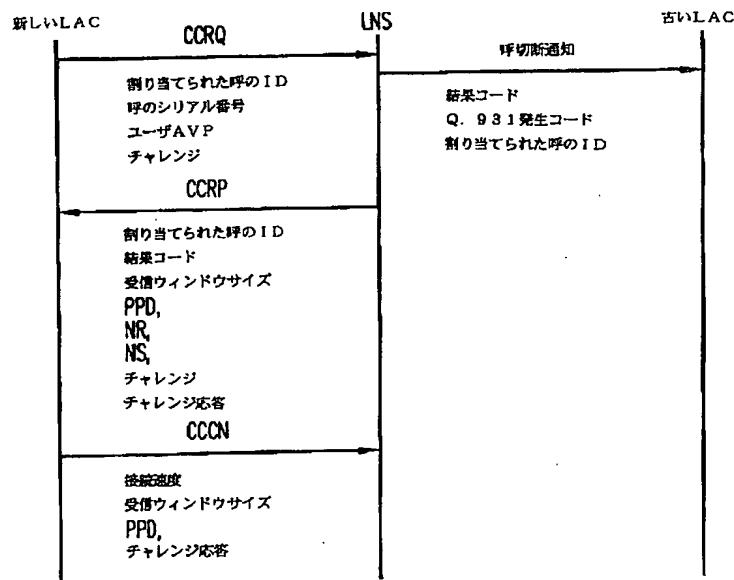 新しいLAC
LNS
古いLAC
CCRQ
呼切断通知
割り当てられた呼のID
呼のシリアル番号
ユーザAVP
チャレンジ
結果コード
Q. 931発生コード
割り当てられた呼のID
CCRP
割り当てられた呼のID
結果コード
受信ウィンドウサイズ
PPD,
NR,
NS,
チャレンジ
チャレンジ応答
CCCN
接続速度
受信ウィンドウサイズ
PPD,
チャレンジ応答